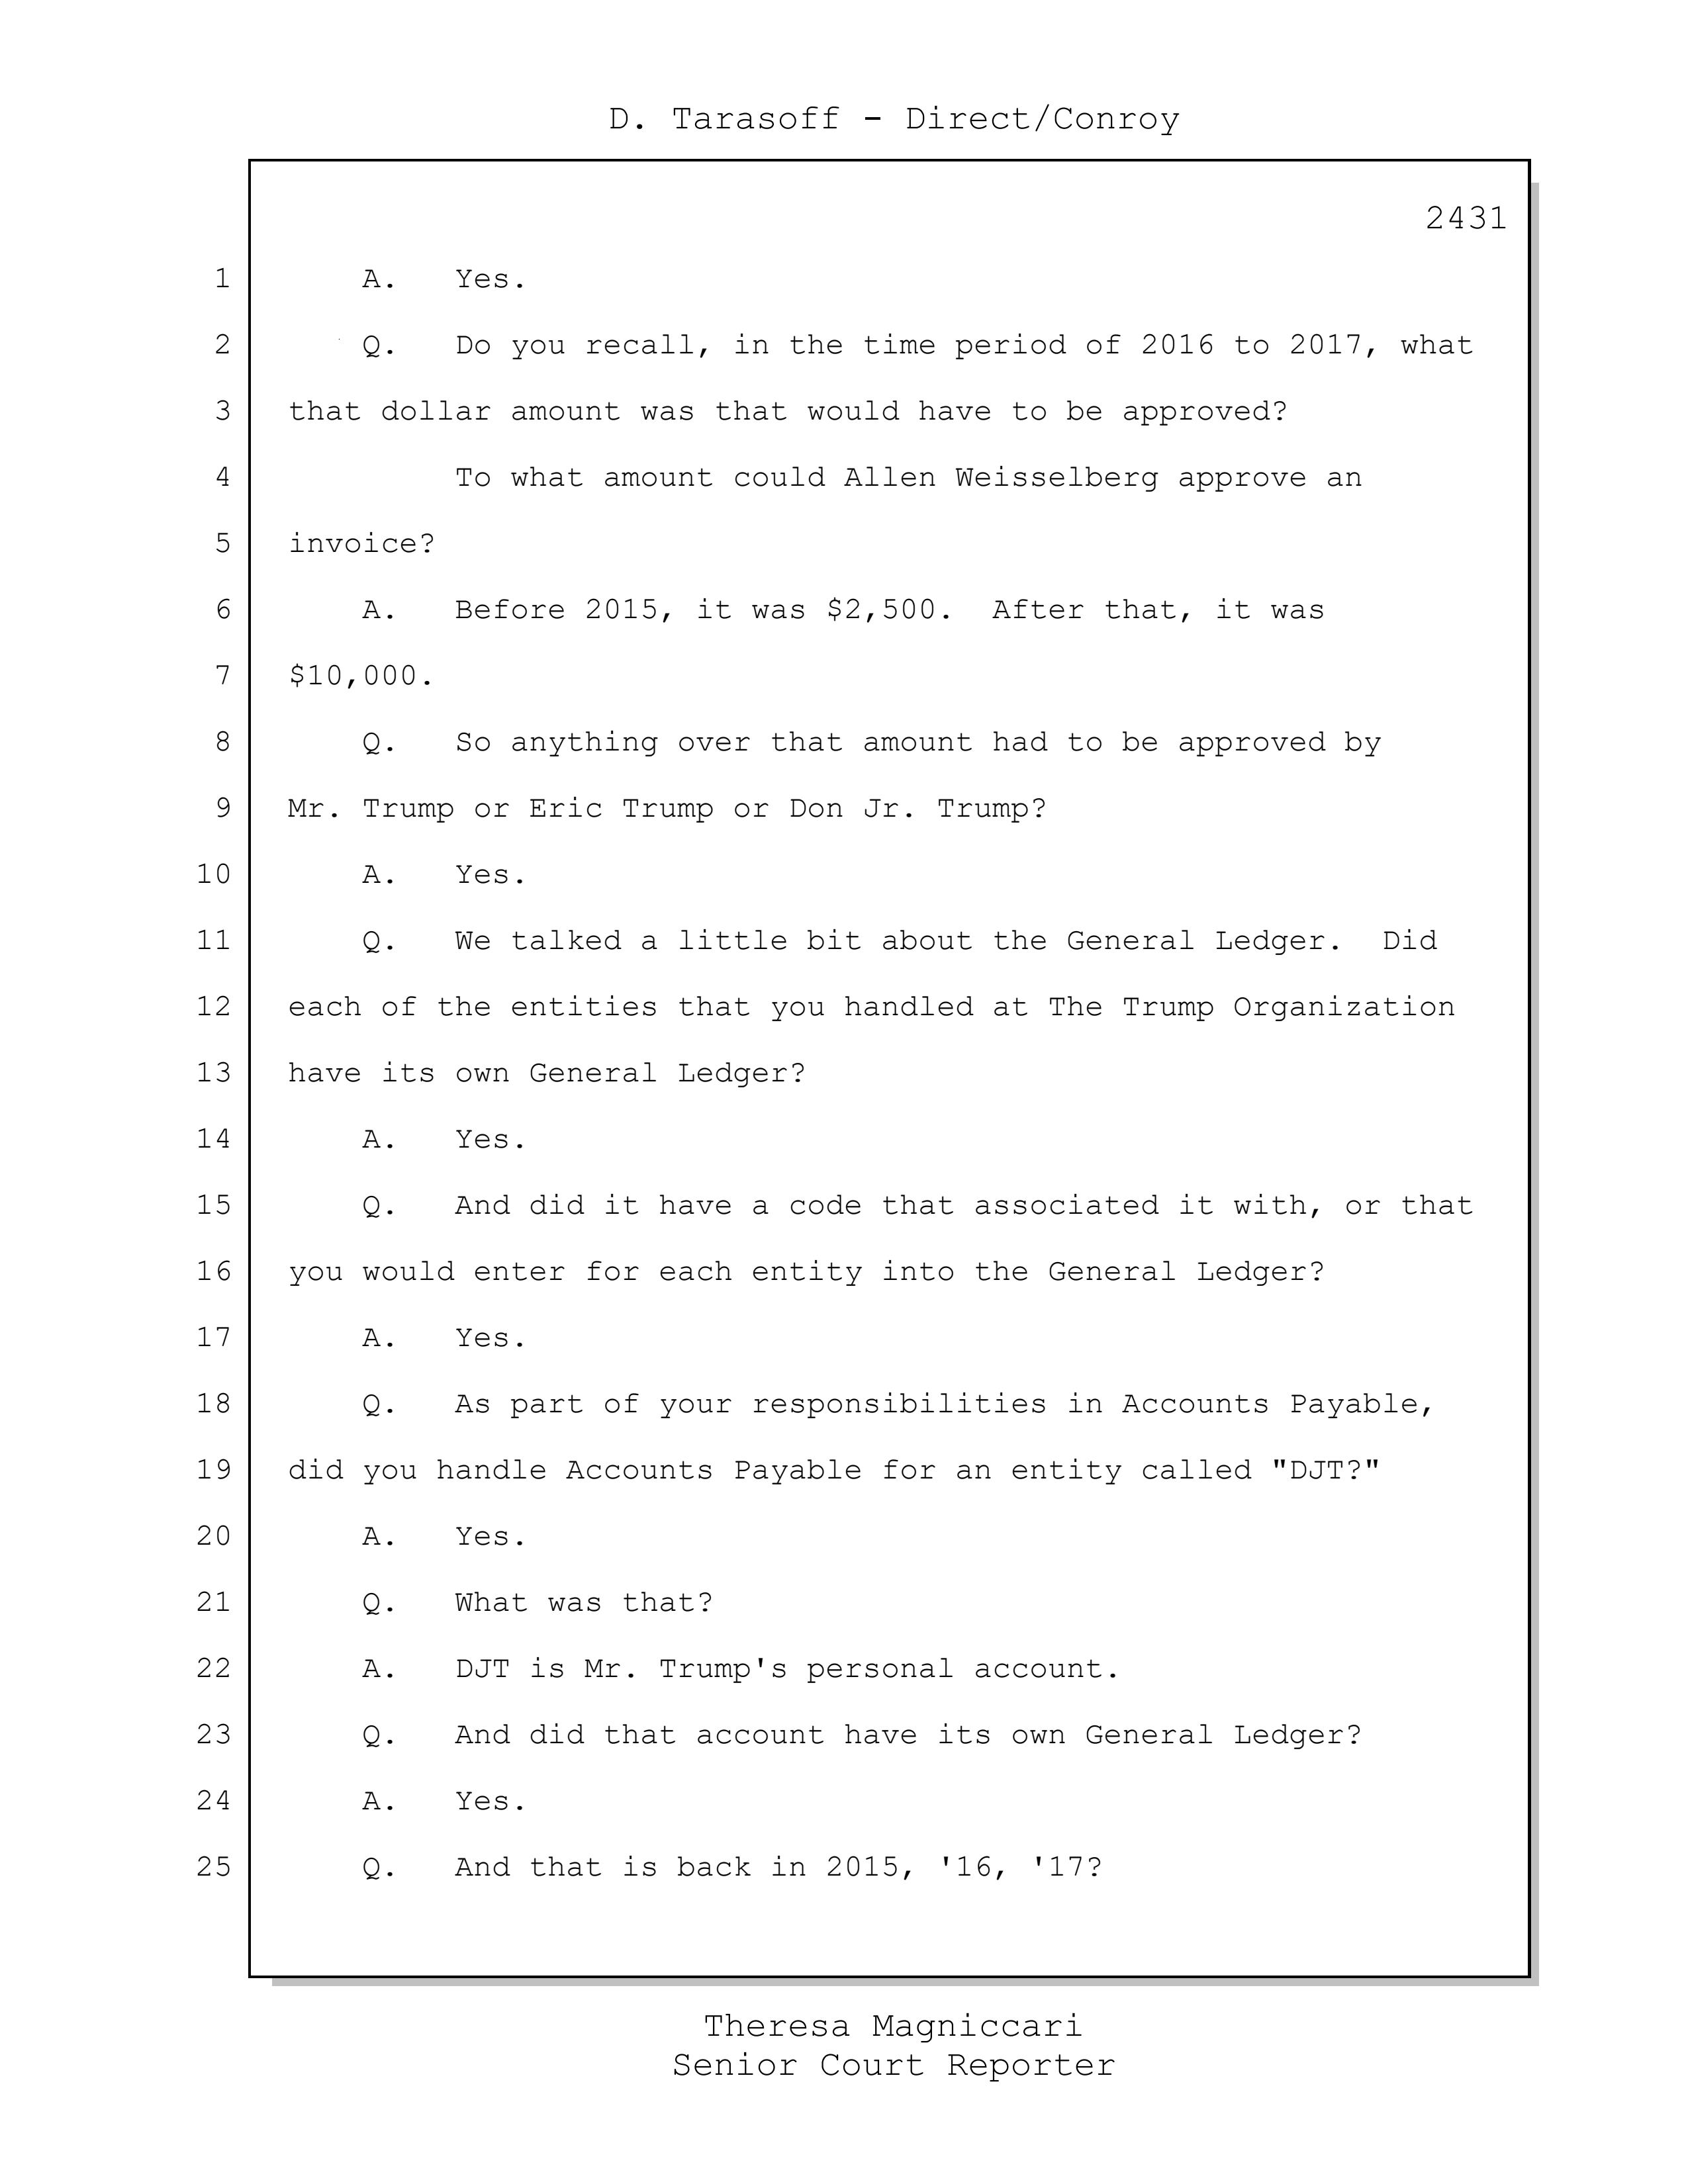 D. Tarasoff - Direct/Conroy
2431
1 A. Yes.
2 Q. Do you recall, in the time period of 2016 to 2017, what
3 that dollar amount was that would have to be approved?
4 To what amount could Allen Weisselberg approve an
5 invoice?
6 A. Before 2015, it was $2,500. After that, it was
7 $10,000.
8 Q. So anything over that amount had to be approved by
9 Mr. Trump or Eric Trump or Don Jr. Trump?
10 A. Yes.
11 Q. We talked a little bit about the General Ledger. Did
12 each of the entities that you handled at The Trump Organization
13 have its own General Ledger?
14 A. Yes.
15 Q. And did it have a code that associated it with, or that
16 you would enter for each entity into the General Ledger?
17 A. Yes.
18 Q. As part of your responsibilities in Accounts Payable,
19 did you handle Accounts Payable for an entity called "DJT?"
20 A. Yes.
21 Q. What was that?
22 A. DJT is Mr. Trump's personal account.
23 Q. And did that account have its own General Ledger?
24 A. Yes.
25 Q. And that is back in 2015, '16, '17?
Theresa Magniccari
Senior Court Reporter